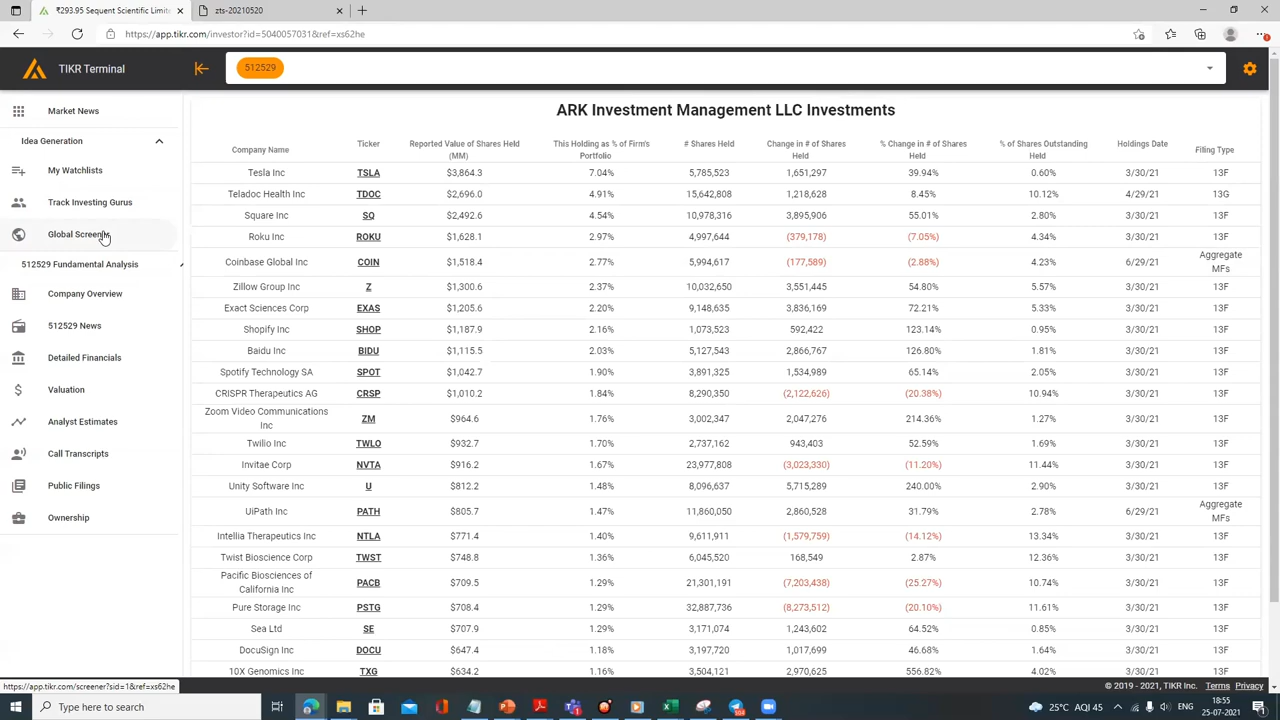 ₹293.95 Sequent Scientific Limited
zts-20210520
https://app.tikr.com/investor?id=5040057031&ref=xs62he
TIKR Terminal
512529
Market News
Idea Generation
My Watchlists
Track Investing Gurus
Global Screener
512529 Fundamental Analysis
Company Overview
512529 News
Detailed Financials
Valuation
Analyst Estimates
Call Transcripts
Public Filings
Ownership
ARK Investment Management LLC Investments
Company Name Ticker Reported Value of Shares Held (MM) This Holding as % of Firm's Portfolio # Shares Held Change in # of Shares Held % Change in # of Shares Held % of Shares Outstanding Held Holdings Date Filing Type
Tesla Inc TSLA $3,864.3 7.04% 5,785,523 1,651,297 39.94% 0.60% 3/30/21 13F
Teladoc Health Inc TDOC $2,696.0 4.91% 15,642,808 1,218,628 8.45% 10.12% 4/29/21 13G
Square Inc SQ $2,492.6 4.54% 10,978,316 3,895,906 55.01% 2.80% 3/30/21 13F
Roku Inc ROKU $1,628.1 2.97% 4,997,644 (379,178) (7.05%) 4.34% 3/30/21 13F
Coinbase Global Inc COIN $1,518.4 2.77% 5,994,617 (177,589) (2.88%) 4.23% 6/29/21 Aggregate MFs
Zillow Group Inc Z $1,300.6 2.37% 10,032,650 3,551,445 54.80% 5.57% 3/30/21 13F
Exact Sciences Corp EXAS $1,205.6 2.20% 9,148,635 3,836,169 72.21% 5.33% 3/30/21 13F
Shopify Inc SHOP $1,187.9 2.16% 1,073,523 592,422 123.14% 0.95% 3/30/21 13F
Baidu Inc BIDU $1,115.5 2.03% 5,127,543 2,866,767 126.80% 1.81% 3/30/21 13F
Spotify Technology SA SPOT $1,042.7 1.90% 3,891,325 1,534,989 65.14% 2.05% 3/30/21 13F
CRISPR Therapeutics AG CRSP $1,010.2 1.84% 8,290,350 (2,122,626) (20.38%) 10.94% 3/30/21 13F
Zoom Video Communications Inc ZM $964.6 1.76% 3,002,347 2,047,276 214.36% 1.27% 3/30/21 13F
Twilio Inc TWLO $932.7 1.70% 2,737,162 943,403 52.59% 1.69% 3/30/21 13F
Invitae Corp NVTA $916.2 1.67% 23,977,808 (3,023,330) (11.20%) 11.44% 3/30/21 13F
Unity Software Inc U $812.2 1.48% 8,096,637 5,715,289 240.00% 2.90% 3/30/21 13F
UiPath Inc PATH $805.7 1.47% 11,860,050 2,860,528 31.79% 2.78% 6/29/21 Aggregate MFs
Intellia Therapeutics Inc NTLA $771.4 1.40% 9,611,911 (1,579,759) (14.12%) 13.34% 3/30/21 13F
Twist Bioscience Corp TWST $748.8 1.36% 6,045,520 168,549 2.87% 12.36% 3/30/21 13F
Pacific Biosciences of California Inc PACB $709.5 1.29% 21,301,191 (7,203,438) (25.27%) 10.74% 3/30/21 13F
Pure Storage Inc PSTG $708.4 1.29% 32,887,736 (8,273,512) (20.10%) 11.61% 3/30/21 13F
Sea Ltd SE $707.9 1.29% 3,171,074 1,243,602 64.52% 0.85% 3/30/21 13F
DocuSign Inc DOCU $647.4 1.18% 3,197,720 1,017,699 46.68% 1.64% 3/30/21 13F
10X Genomics Inc TXG $634.2 1.16% 3,504,121 2,970,625 556.82% 4.02% 3/30/21 13F
https://app.tikr.com/screener?sid=1&ref=xs62he
© 2019 - 2021, TIKR Inc. Terms Privacy
Type here to search
25°C AQI 45
ENG
18:55
25-07-2021